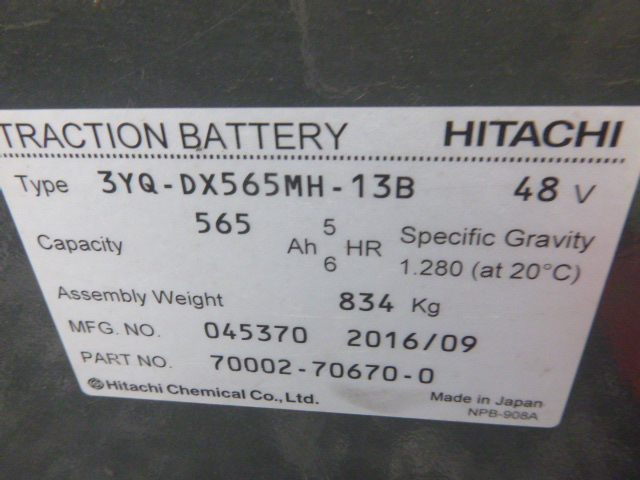 TRACTION BATTERY HITACHI
Type 3YQ-DX565MH-13B 48 V
Capacity 565 Ah 5 HR Specific Gravity
6 1.280 (at 20°C)
Assembly Weight 834 Kg
MFG. NO. 045370 2016/09
PART NO. 70002-70670-0
Hitachi Chemical Co., Ltd. Made in Japan
NPB-908A